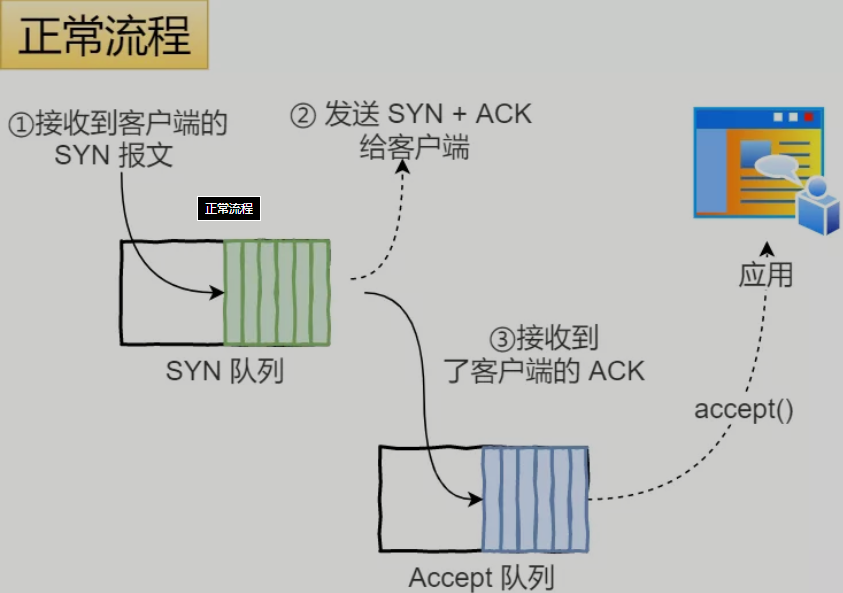 正常流程
①接收到客户端的
SYN 报文
② 发送 SYN + ACK
给客户端
正常流程
应用
SYN 队列
③接收到
了客户端的 ACK
accept()
Accept 队列